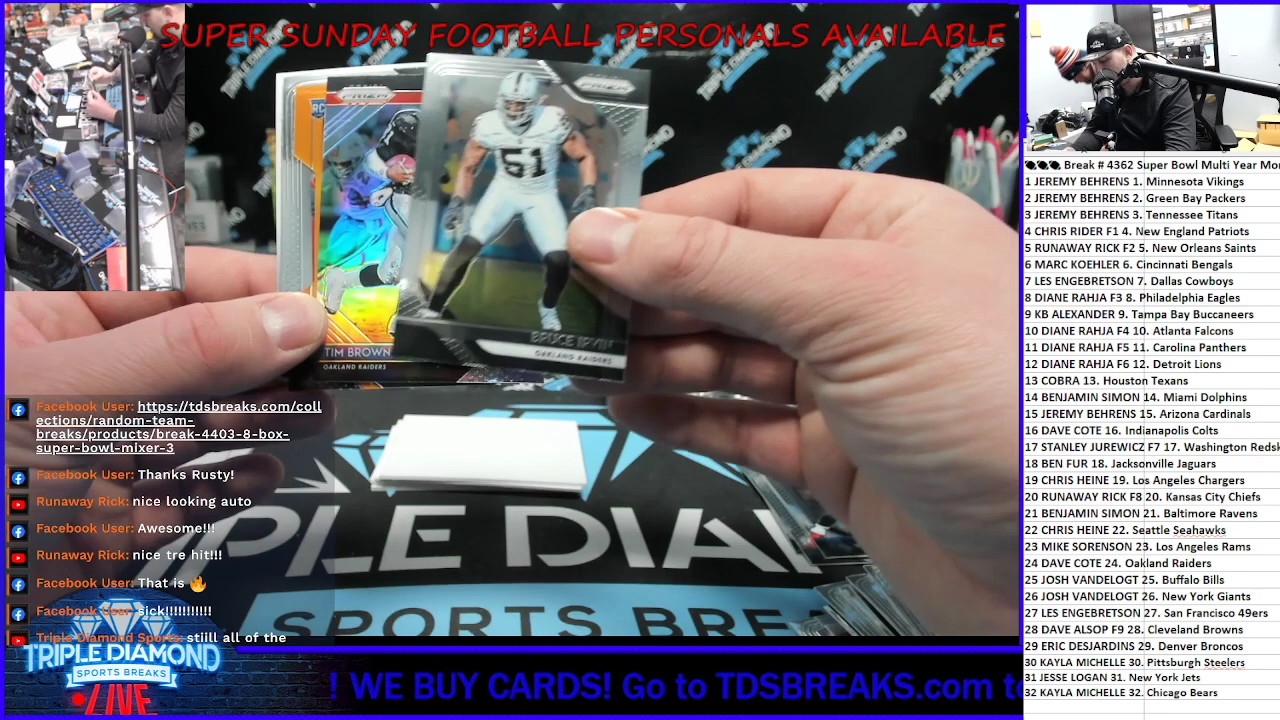 SUPER SUNDAY FOOTBALL PERSONALS AVAILABLE
PRIZM
RC
51
TIM BROWN
OAKLAND RAIDERS
BRUCE IRVIN
OAKLAND RAIDERS
Facebook User: https://tdsbreaks.com/coll
ections/random-team-
breaks/products/break-4403-8-box-
super-bowl-mixer-3
Facebook User: Thanks Rusty!
Runaway Rick: nice looking auto
Facebook User: Awesome!!!
Runaway Rick: nice tre hit!!!
Facebook User: That is 🔥
Facebook User: sick!!!!!!!!!!!
Triple Diamond Sports: stiill all of the
TRIPLE DIAMOND
SPORTS BREAKS
LIVE
IPLE DIA
SPORTS BRE
! WE BUY CARDS! Go to TDSBREAKS.com to
Break # 4362 Super Bowl Multi Year Mo
1 JEREMY BEHRENS 1. Minnesota Vikings
2 JEREMY BEHRENS 2. Green Bay Packers
3 JEREMY BEHRENS 3. Tennessee Titans
4 CHRIS RIDER F1 4. New England Patriots
5 RUNAWAY RICK F2 5. New Orleans Saints
6 MARC KOEHLER 6. Cincinnati Bengals
7 LES ENGEBRETSON 7. Dallas Cowboys
8 DIANE RAHJA F3 8. Philadelphia Eagles
9 KB ALEXANDER 9. Tampa Bay Buccaneers
10 DIANE RAHJA F4 10. Atlanta Falcons
11 DIANE RAHJA F5 11. Carolina Panthers
12 DIANE RAHJA F6 12. Detroit Lions
13 COBRA 13. Houston Texans
14 BENJAMIN SIMON 14. Miami Dolphins
15 JEREMY BEHRENS 15. Arizona Cardinals
16 DAVE COTE 16. Indianapolis Colts
17 STANLEY JUREWICZ F7 17. Washington Redsk
18 BEN FUR 18. Jacksonville Jaguars
19 CHRIS HEINE 19. Los Angeles Chargers
20 RUNAWAY RICK F8 20. Kansas City Chiefs
21 BENJAMIN SIMON 21. Baltimore Ravens
22 CHRIS HEINE 22. Seattle Seahawks
23 MIKE SORENSON 23. Los Angeles Rams
24 DAVE COTE 24. Oakland Raiders
25 JOSH VANDELOGT 25. Buffalo Bills
26 JOSH VANDELOGT 26. New York Giants
27 LES ENGEBRETSON 27. San Francisco 49ers
28 DAVE ALSOP F9 28. Cleveland Browns
29 ERIC 29. Denver Broncos
30 KAYLA MICHELLE 30. Pittsburg Steelers
31 JESSE LOGAN 31. New York Jets
32 KAYLA MICHELLE 32. Chicago Bears